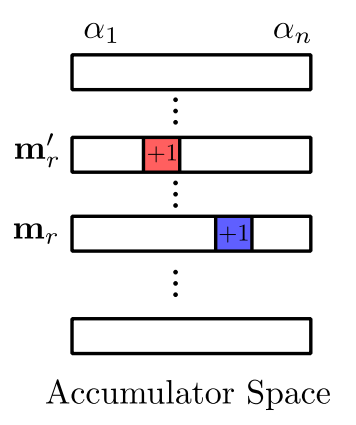 α₁ αₙ
m′ᵣ +1
mᵣ +1
Accumulator Space